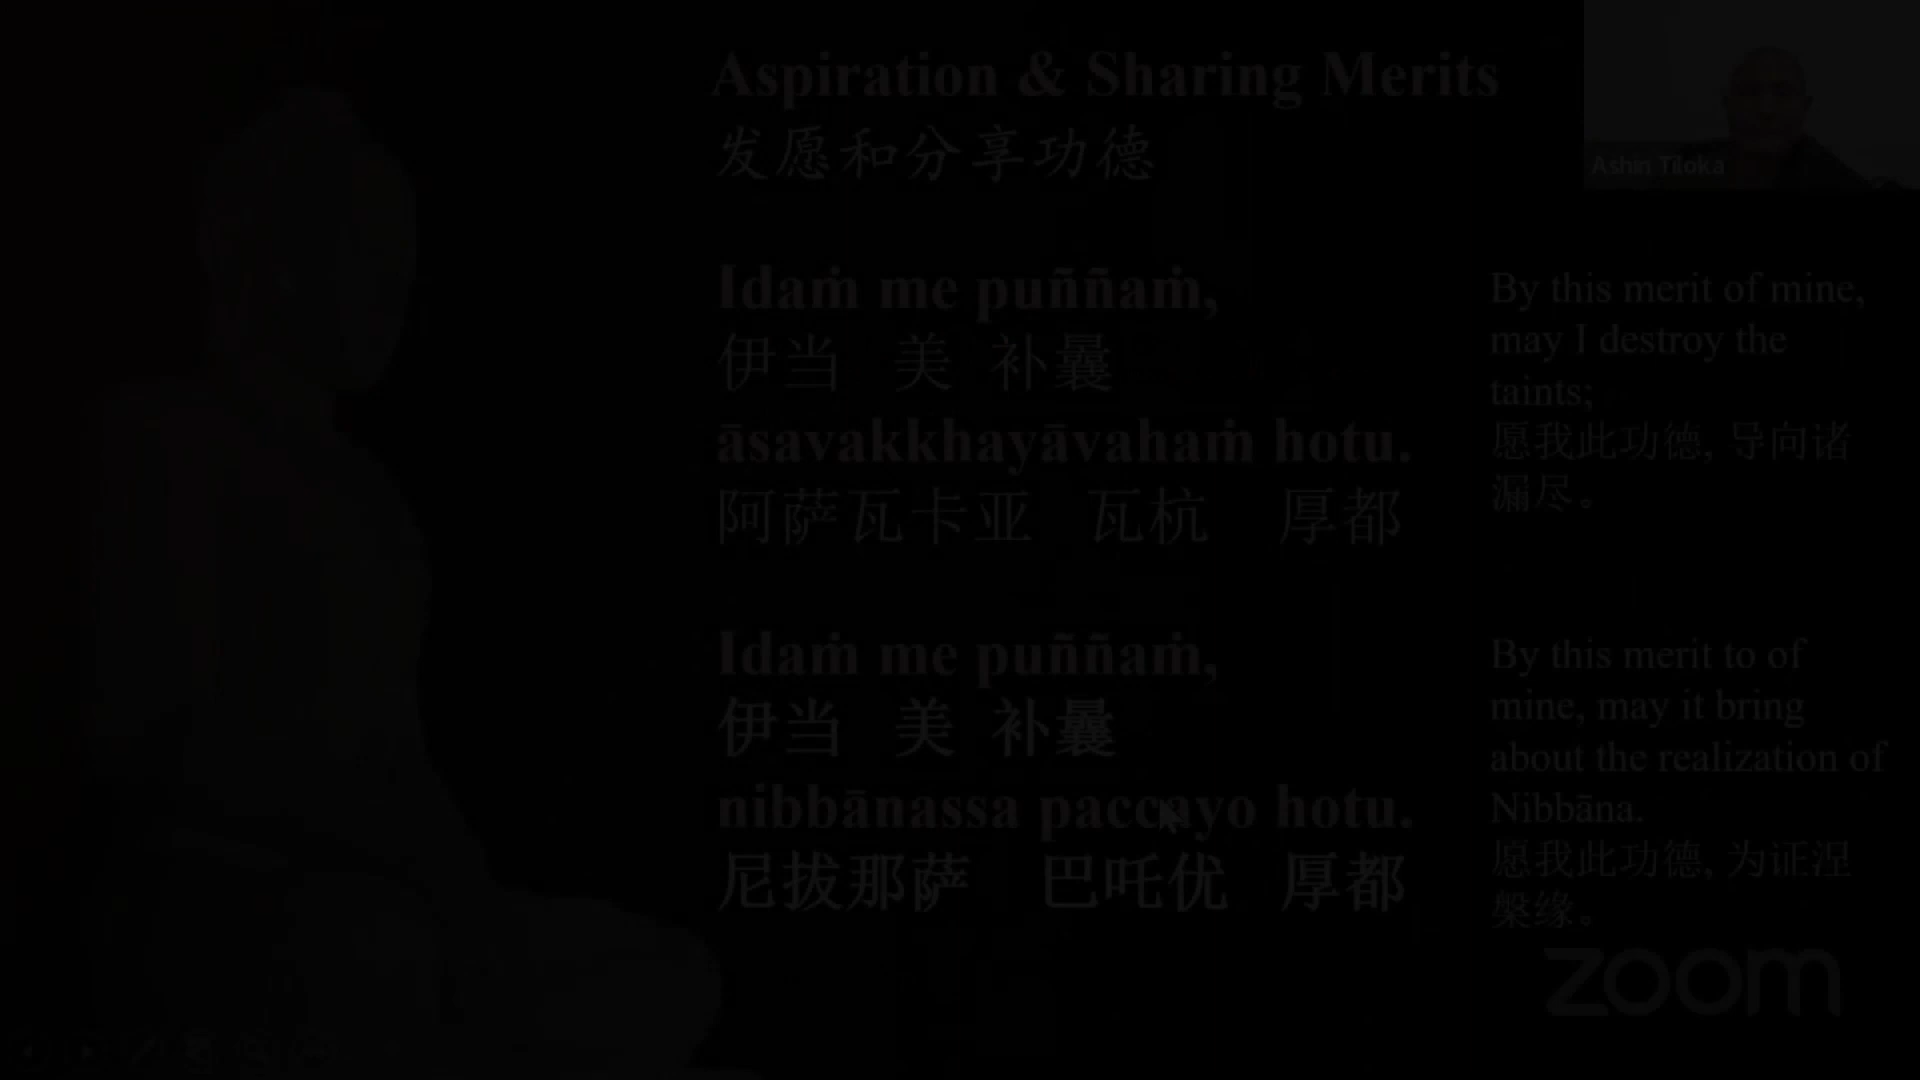 Aspiration & Sharing Merits
发愿和分享功德
Ashin Tiloka
Idaṁ me puññaṁ,
伊当 美 补曩
āsavakkhayāvahaṁ hotu.
阿萨瓦卡亚 瓦杭 厚都
By this merit of mine,
may I destroy the
taints;
愿我此功德, 导向诸
漏尽。
Idaṁ me puññaṁ,
伊当 美 补曩
nibbānassa paccayo hotu.
尼拔那萨 巴吒优 厚都
By this merit to of
mine, may it bring
about the realization of
Nibbāna.
愿我此功德, 为证涅
槃缘。
zoom